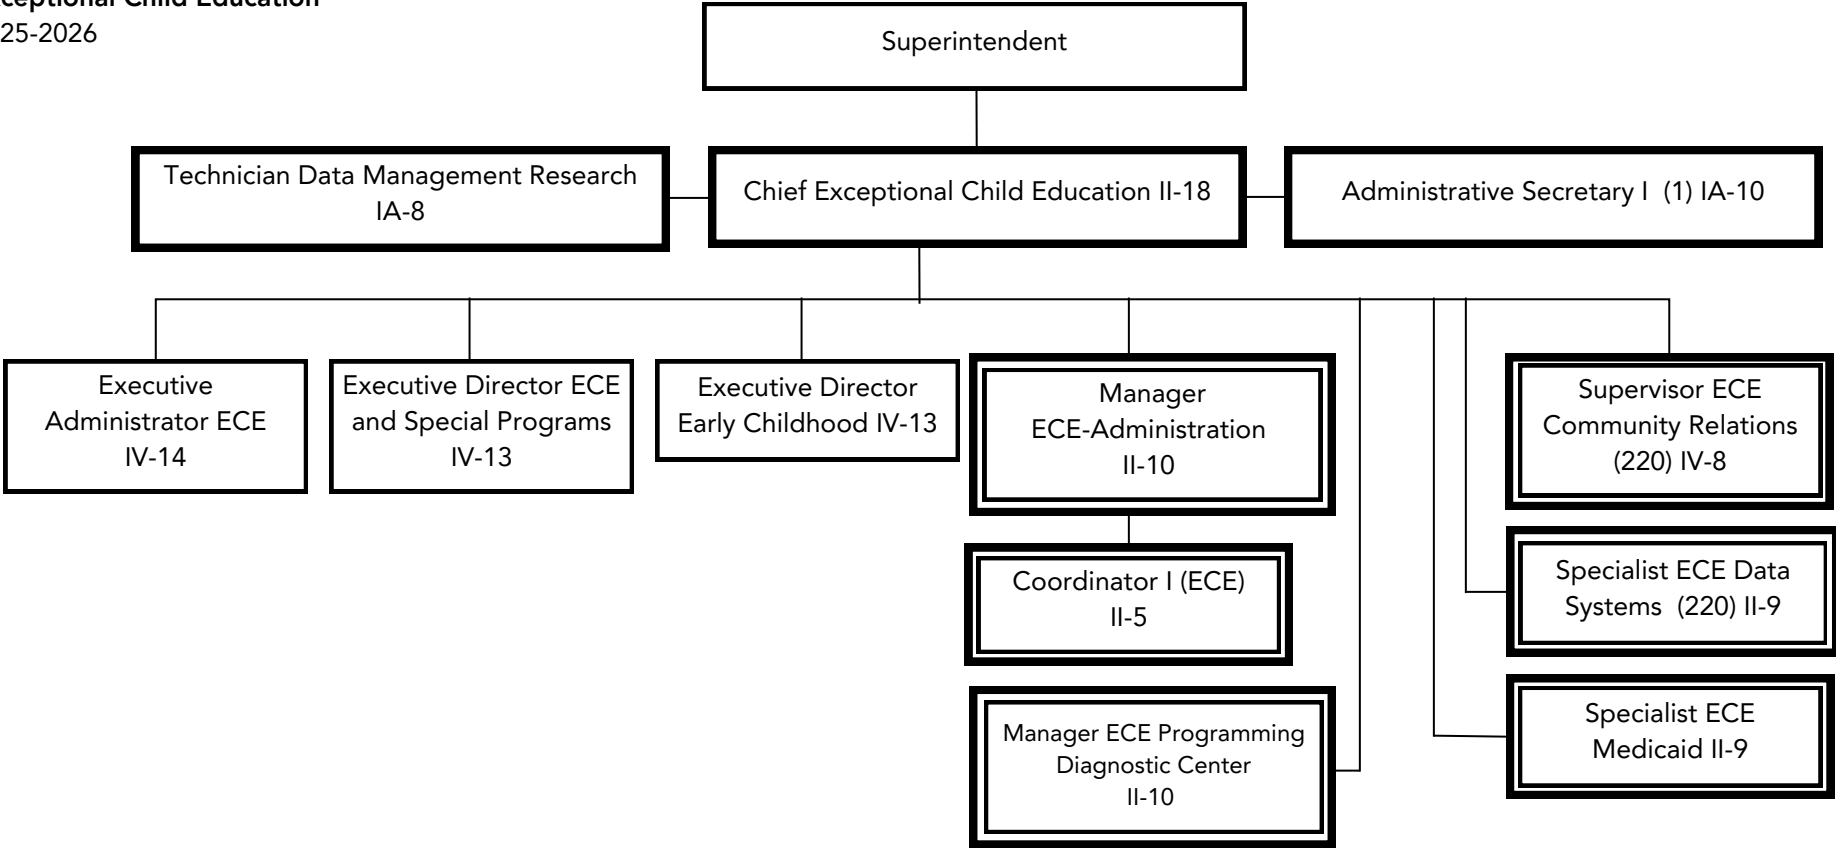 ceptional Child Education
25-2026
Superintendent
Technician Data Management Research
IA-8
Chief Exceptional Child Education II-18
Administrative Secretary I  (1) IA-10
Executive
Administrator ECE
IV-14
Executive Director ECE
and Special Programs
IV-13
Executive Director
Early Childhood IV-13
Manager
ECE-Administration
II-10
Supervisor ECE
Community Relations
(220) IV-8
Coordinator I (ECE)
II-5
Specialist ECE Data
Systems  (220) II-9
Manager ECE Programming
Diagnostic Center
II-10
Specialist ECE
Medicaid II-9